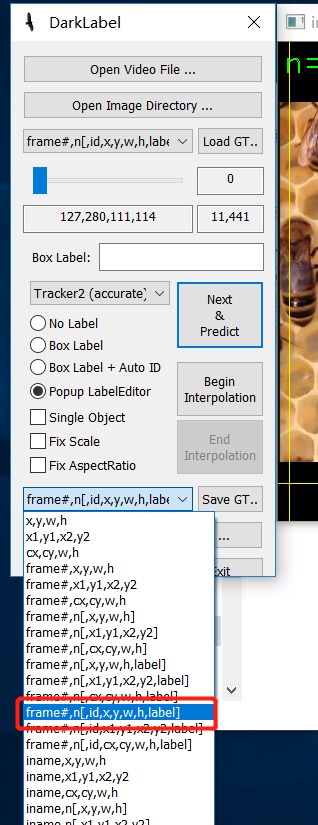 DarkLabel
Open Video File ...
n=
Open Image Directory ...
frame#,n[,id,x,y,w,h,labe
Load GT..
0
127,280,111,114
11,441
Box Label:
Tracker2 (accurate)
Next
&
Predict
No Label
Box Label
Box Label + Auto ID
Popup LabelEditor
Begin
Interpolation
Single Object
Fix Scale
Fix AspectRatio
End
Interpolation
frame#,n[,id,x,y,w,h,labe
Save GT..
x,y,w,h
x1,y1,x2,y2
...
cx,cy,w,h
frame#,x,y,w,h
Exit
frame#,x1,y1,x2,y2
frame#,cx,cy,w,h
frame#,n[,x,y,w,h]
frame#,n[,x1,y1,x2,y2]
frame#,n[,cx,cy,w,h]
frame#,n[,x,y,w,h,label]
frame#,n[,x1,y1,x2,y2,label]
frame#,n[,cx,cy,w,h,label]
frame#,n[,id,x,y,w,h,label]
frame#,n[,id,x1,y1,x2,y2,label]
frame#,n[,id,cx,cy,w,h,label]
iname,x,y,w,h
iname,x1,y1,x2,y2
iname,cx,cy,w,h
iname,n[,x,y,w,h]
iname,n[,x1,y1,x2,y2]